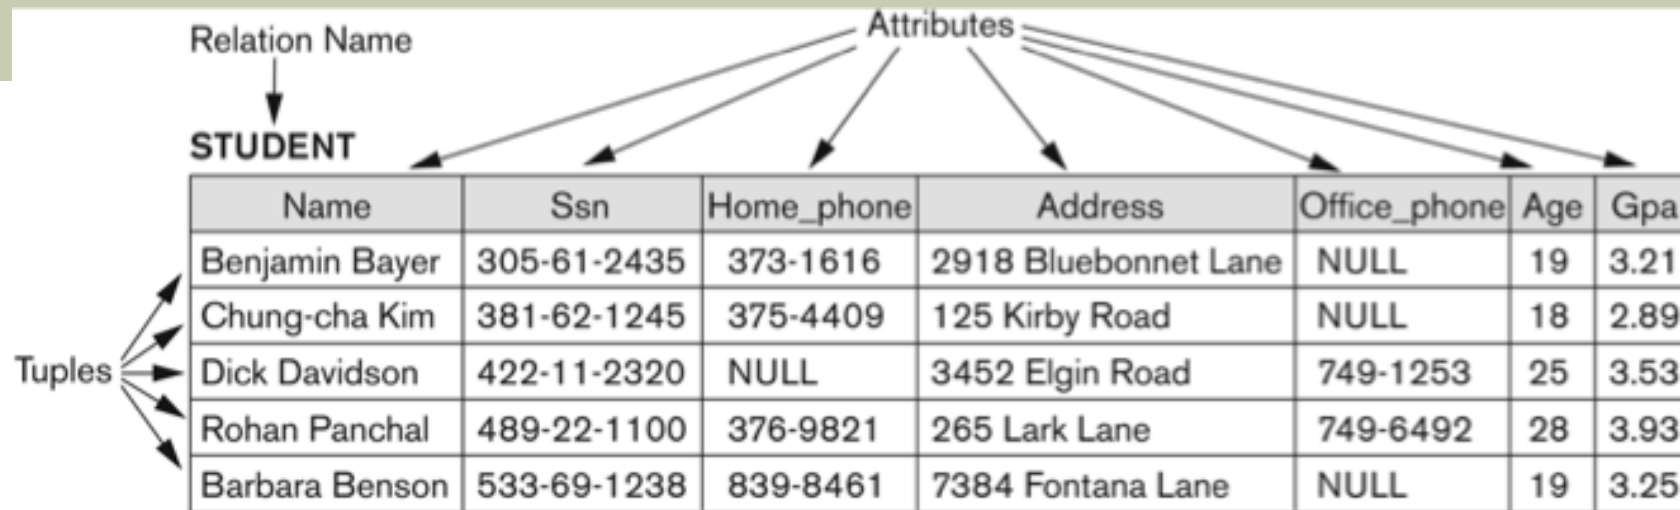 Attributes
Relation Name
STUDENT
Name Ssn Home_phone Address Office_phone Age Gpa
Benjamin Bayer 305-61-2435 373-1616 2918 Bluebonnet Lane NULL 19 3.21
Chung-cha Kim 381-62-1245 375-4409 125 Kirby Road NULL 18 2.89
Tuples Dick Davidson 422-11-2320 NULL 3452 Elgin Road 749-1253 25 3.53
Rohan Panchal 489-22-1100 376-9821 265 Lark Lane 749-6492 28 3.93
Barbara Benson 533-69-1238 839-8461 7384 Fontana Lane NULL 19 3.25